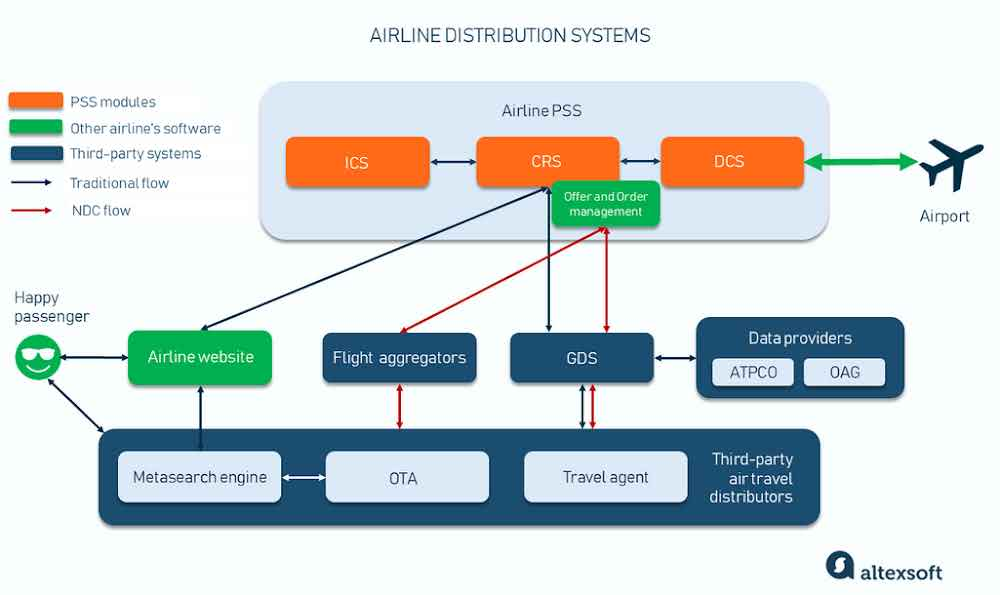 AIRLINE DISTRIBUTION SYSTEMS
PSS modules
Other airline's software
Third-party systems
Traditional flow
NDC flow
Airline PSS
ICS
CRS
DCS
Offer and Order
management
Airport
Happy
passenger
Airline website
Flight aggregators
GDS
Data providers
ATPCO
OAG
Metasearch engine
OTA
Travel agent
Third-party
air travel
distributors
altexsoft